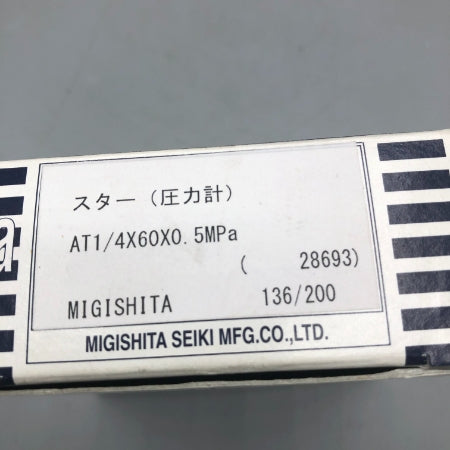 スター（圧力計）
AT1/4X60X0.5MPa
( 28693)
MIGISHITA 136/200
MIGISHITA SEIKI MFG.CO.,LTD.